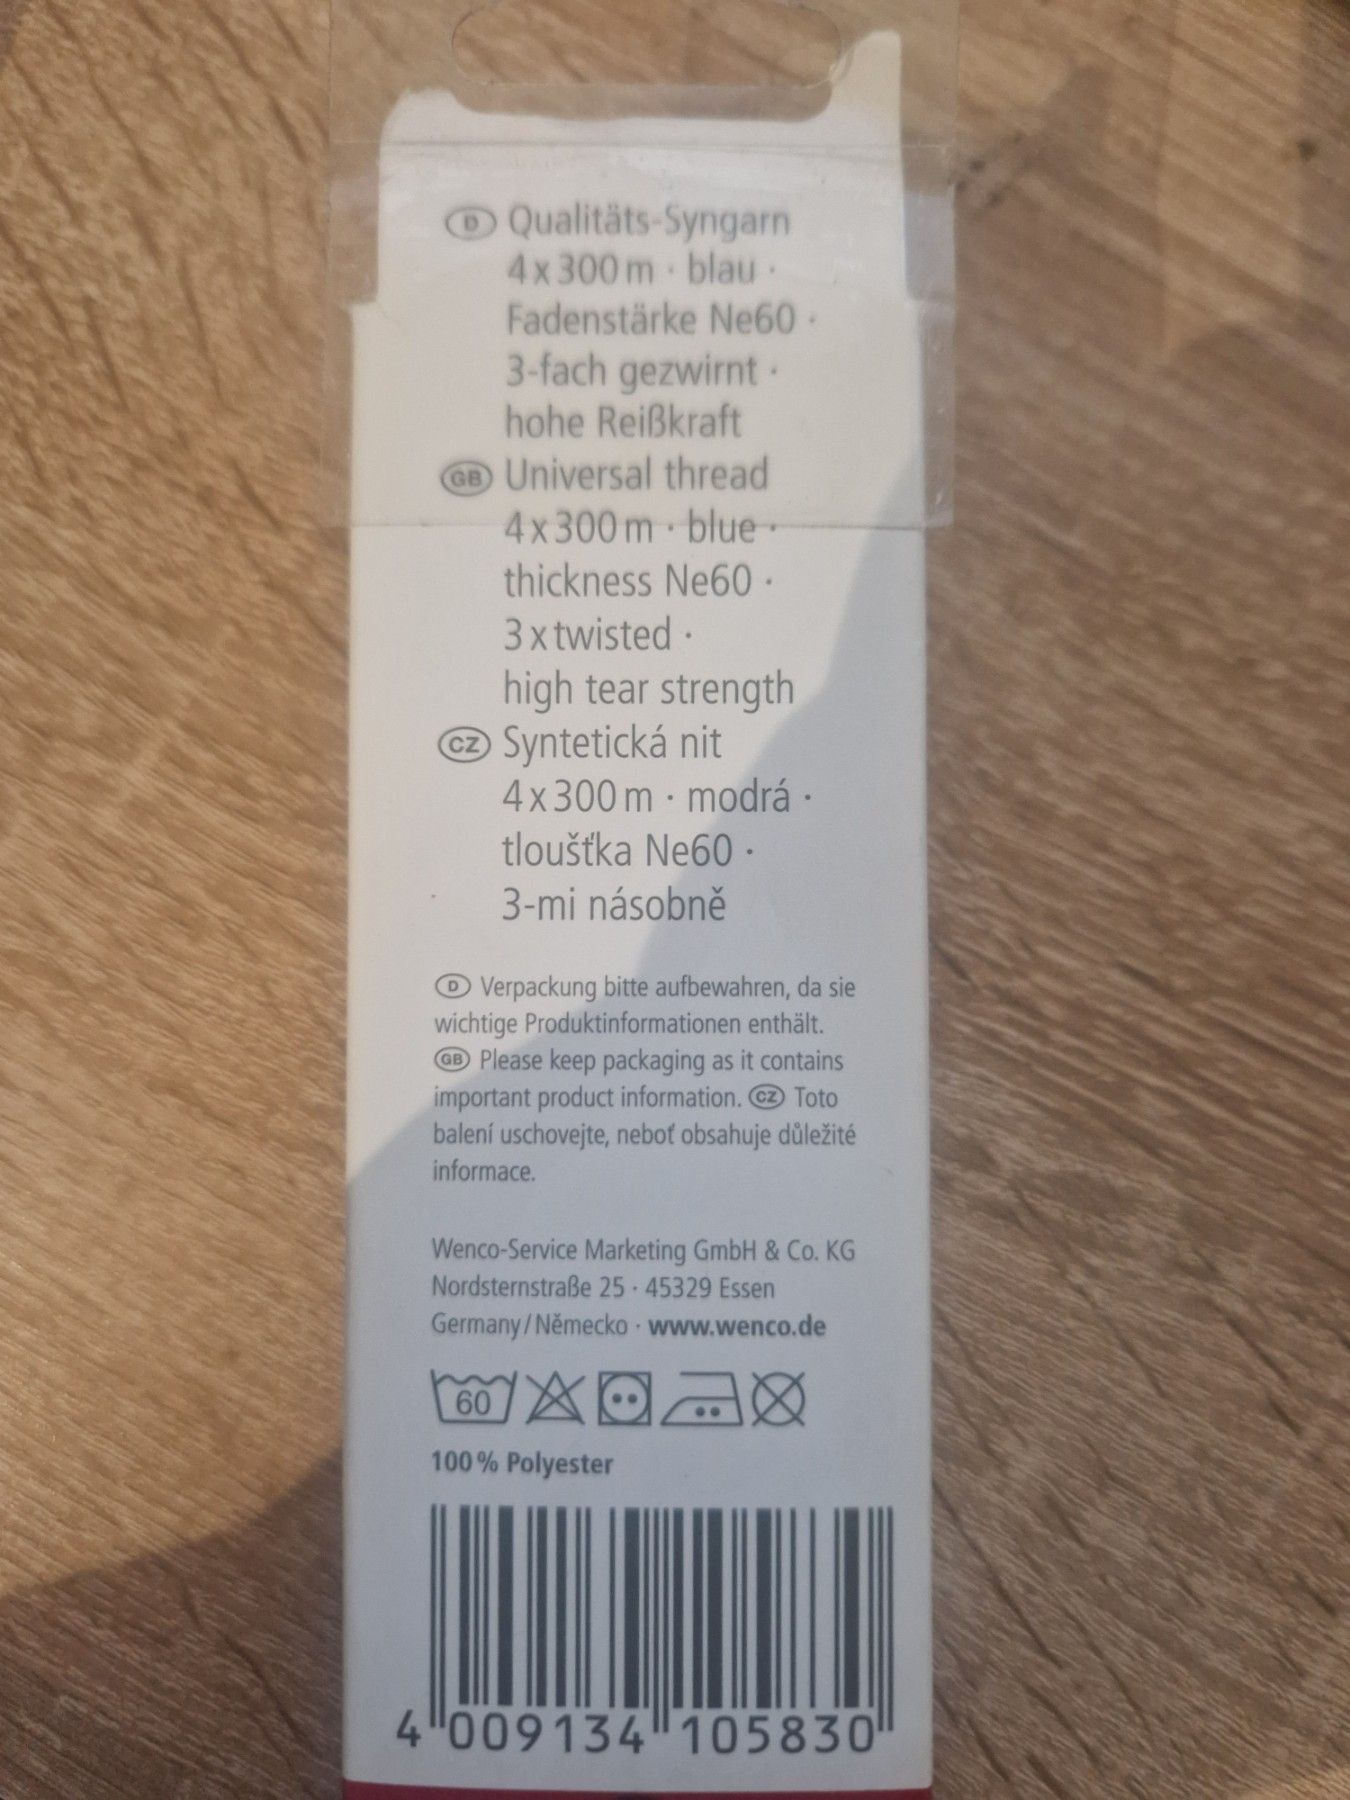 D Qualitäts-Syngarn
4 x 300 m · blau ·
Fadenstärke Ne60 ·
3-fach gezwirnt ·
hohe Reißkraft
GB Universal thread
4 x 300 m · blue ·
thickness Ne60 ·
3 x twisted ·
high tear strength
CZ Syntetická nit
4 x 300 m · modrá ·
tloušťka Ne60 ·
3-mi násobně
D Verpackung bitte aufbewahren, da sie
wichtige Produktinformationen enthält.
GB Please keep packaging as it contains
important product information. CZ Toto
balení uschovejte, neboť obsahuje důležité
informace.
Wenco-Service Marketing GmbH & Co. KG
Nordsternstraße 25 · 45329 Essen
Germany/Německo · www.wenco.de
60
100 % Polyester
4 009134 105830